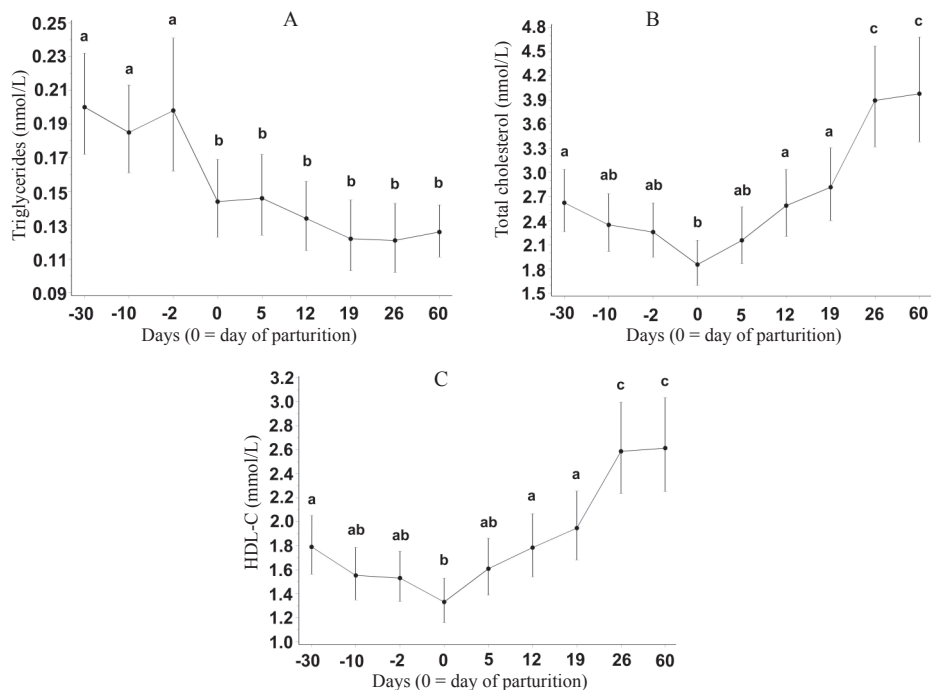 A
Triglycerides (nmol/L)
0.25
0.23
0.21
0.19
0.17
0.15
0.13
0.11
0.09
a
a
a
b
b
b
b
b
b
-30 -10 -2 0 5 12 19 26 60
Days (0 = day of parturition)
B
Total cholesterol (nmol/L)
4.8
4.5
4.2
3.9
3.6
3.3
3.0
2.7
2.4
2.1
1.8
1.5
a
ab
ab
b
ab
a
a
c
c
-30 -10 -2 0 5 12 19 26 60
Days (0 = day of parturition)
C
HDL-C (mmol/L)
3.2
3.0
2.8
2.6
2.4
2.2
2.0
1.8
1.6
1.4
1.2
1.0
a
ab
ab
b
ab
a
a
c
c
-30 -10 -2 0 5 12 19 26 60
Days (0 = day of parturition)